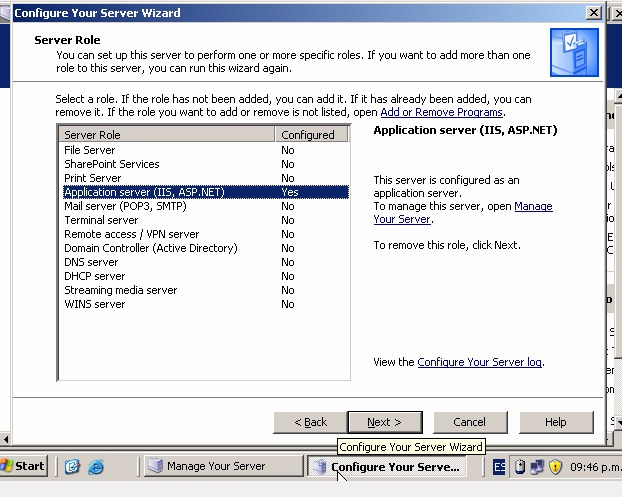 Configure Your Server Wizard
Server Role
You can set up this server to perform one or more specific roles. If you want to add more than one
role to this server, you can run this wizard again.
Select a role. If the role has not been added, you can add it. If it has already been added, you can
remove it. If the role you want to add or remove is not listed, open Add or Remove Programs.
Server Role Configured
File Server No
SharePoint Services No
Print Server No
Application server (IIS, ASP.NET) Yes
Mail server (POP3, SMTP) No
Terminal server No
Remote access / VPN server No
Domain Controller (Active Directory) No
DNS server No
DHCP server No
Streaming media server No
WINS server No
Application server (IIS, ASP.NET)
This server is configured as an
application server.
To manage this server, open Manage
Your Server.
To remove this role, click Next.
View the Configure Your Server log.
< Back Next > Cancel Help
Configure Your Server Wizard
Start Manage Your Server Configure Your Serve... ES 09:46 p.m.